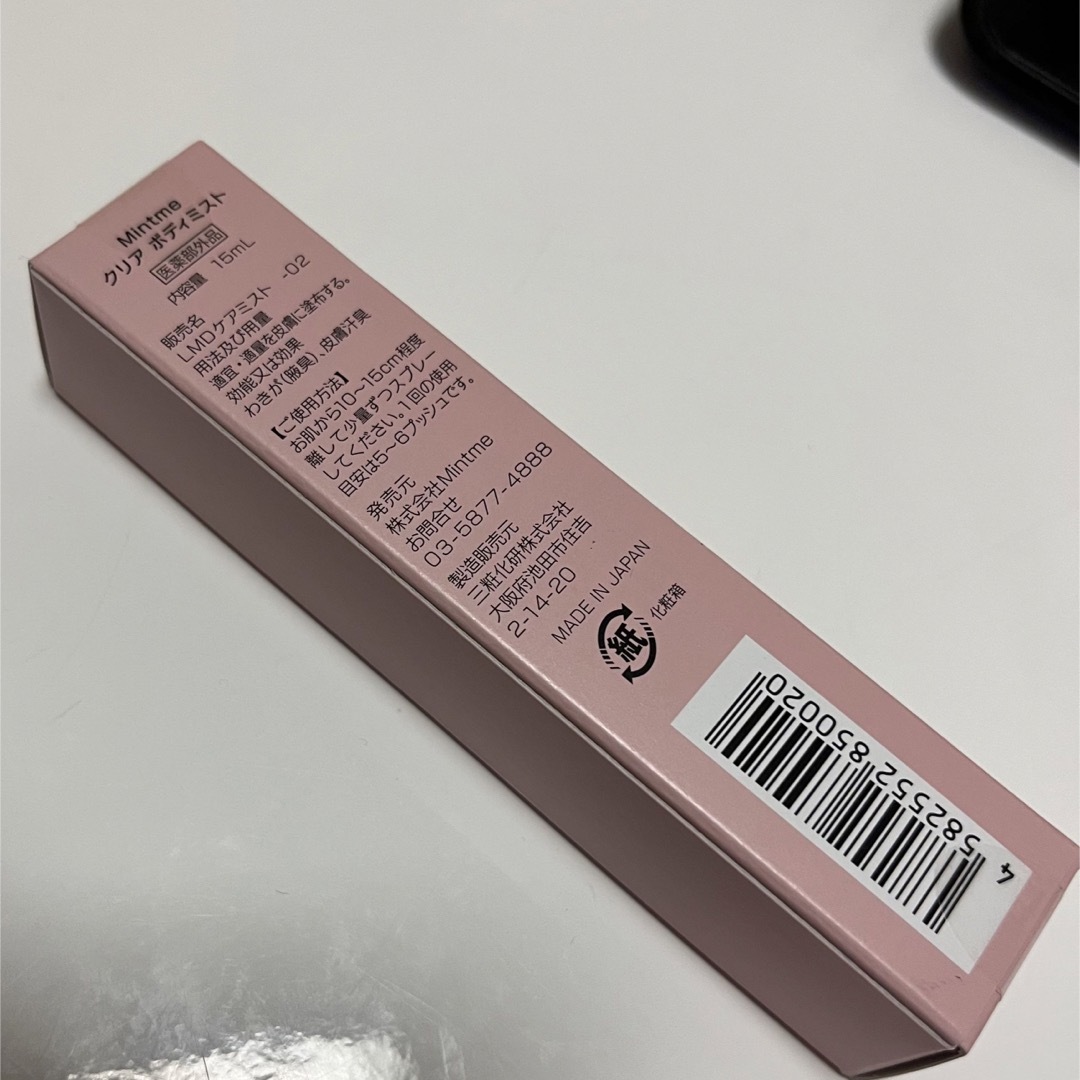 Mintme
クリア ボディミスト
医薬部外品
内容量 15mL
販売名
LMDケアミスト -02
用法及び用量
適宜・適量を皮膚に塗布する。
効能又は効果
わきが(腋臭)、皮膚汗臭
【ご使用方法】
お肌から10〜15cm程度
離して少量ずつスプレー
してください。1回の使用
目安は5〜6プッシュです。
発売元
株式会社Mintme
お問合せ
03-5877-4888
製造販売元
三粧化研株式会社
大阪府池田市住吉
2-14-20
MADE IN JAPAN
紙 化粧箱
4 582552 850020